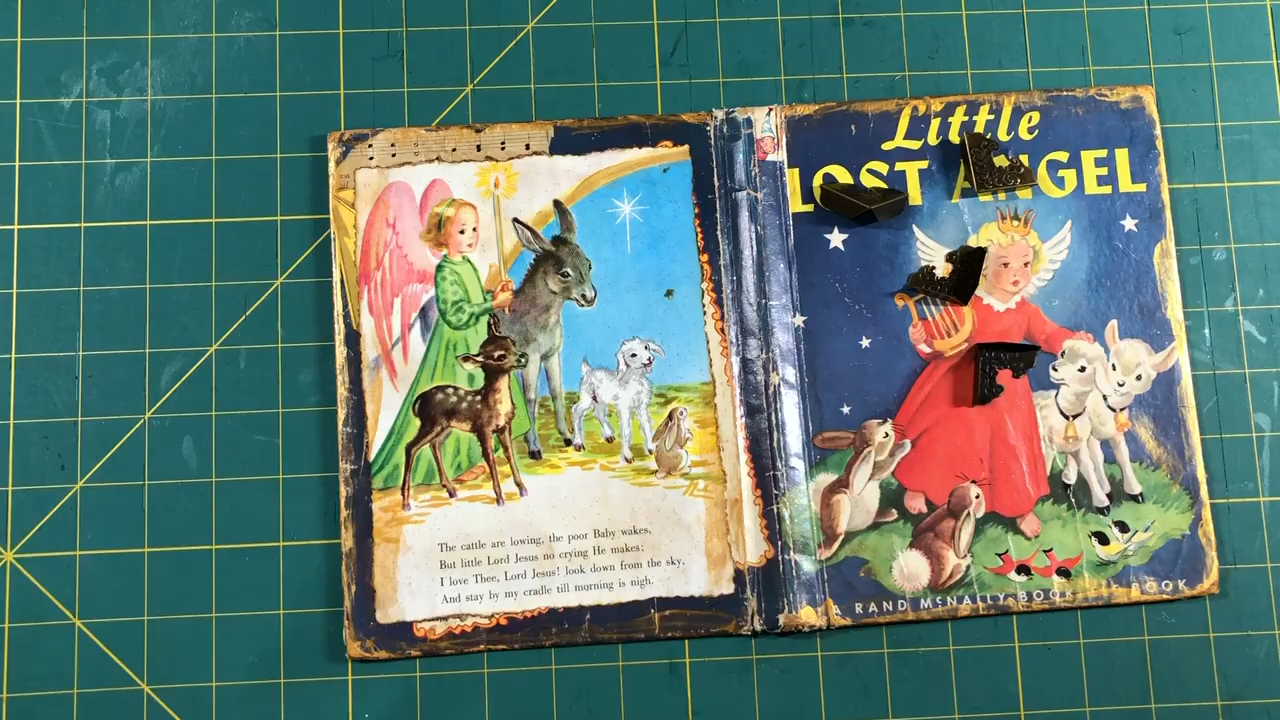 The cattle are lowing, the poor Baby wakes,
But little Lord Jesus no crying He makes;
I love Thee, Lord Jesus! look down from the sky,
And stay by my cradle till morning is nigh.
Little
LOST ANGEL
A RAND McNALLY BOOK BOOK